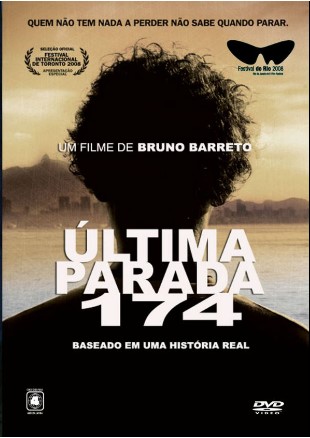 QUEM NÃO TEM NADA A PERDER NÃO SABE QUANDO PARAR.
SELEÇÃO OFICIAL
FESTIVAL
INTERNACIONAL
DE TORONTO 2008
APRESENTAÇÃO
ESPECIAL
Festival do Rio 2008
UM FILME DE BRUNO BARRETO
ÚLTIMA
PARADA
174
BASEADO EM UMA HISTÓRIA REAL
DVD
VIDEO